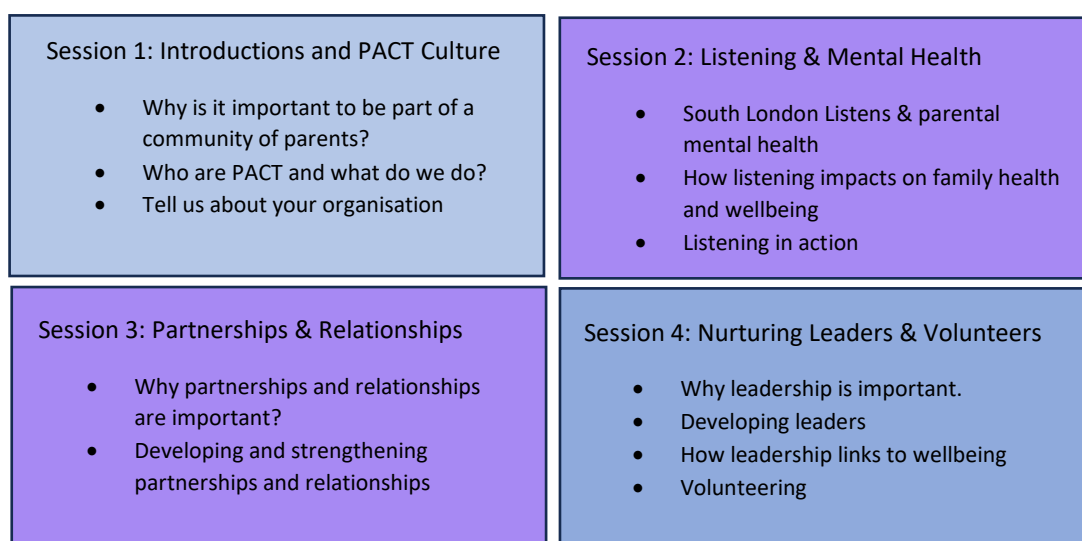 Session 1: Introductions and PACT Culture
• Why is it important to be part of a
community of parents?
• Who are PACT and what do we do?
• Tell us about your organisation
Session 2: Listening & Mental Health
• South London Listens & parental
mental health
• How listening impacts on family health
and wellbeing
• Listening in action
Session 3: Partnerships & Relationships
• Why partnerships and relationships
are important?
• Developing and strengthening
partnerships and relationships
Session 4: Nurturing Leaders & Volunteers
• Why leadership is important.
• Developing leaders
• How leadership links to wellbeing
• Volunteering